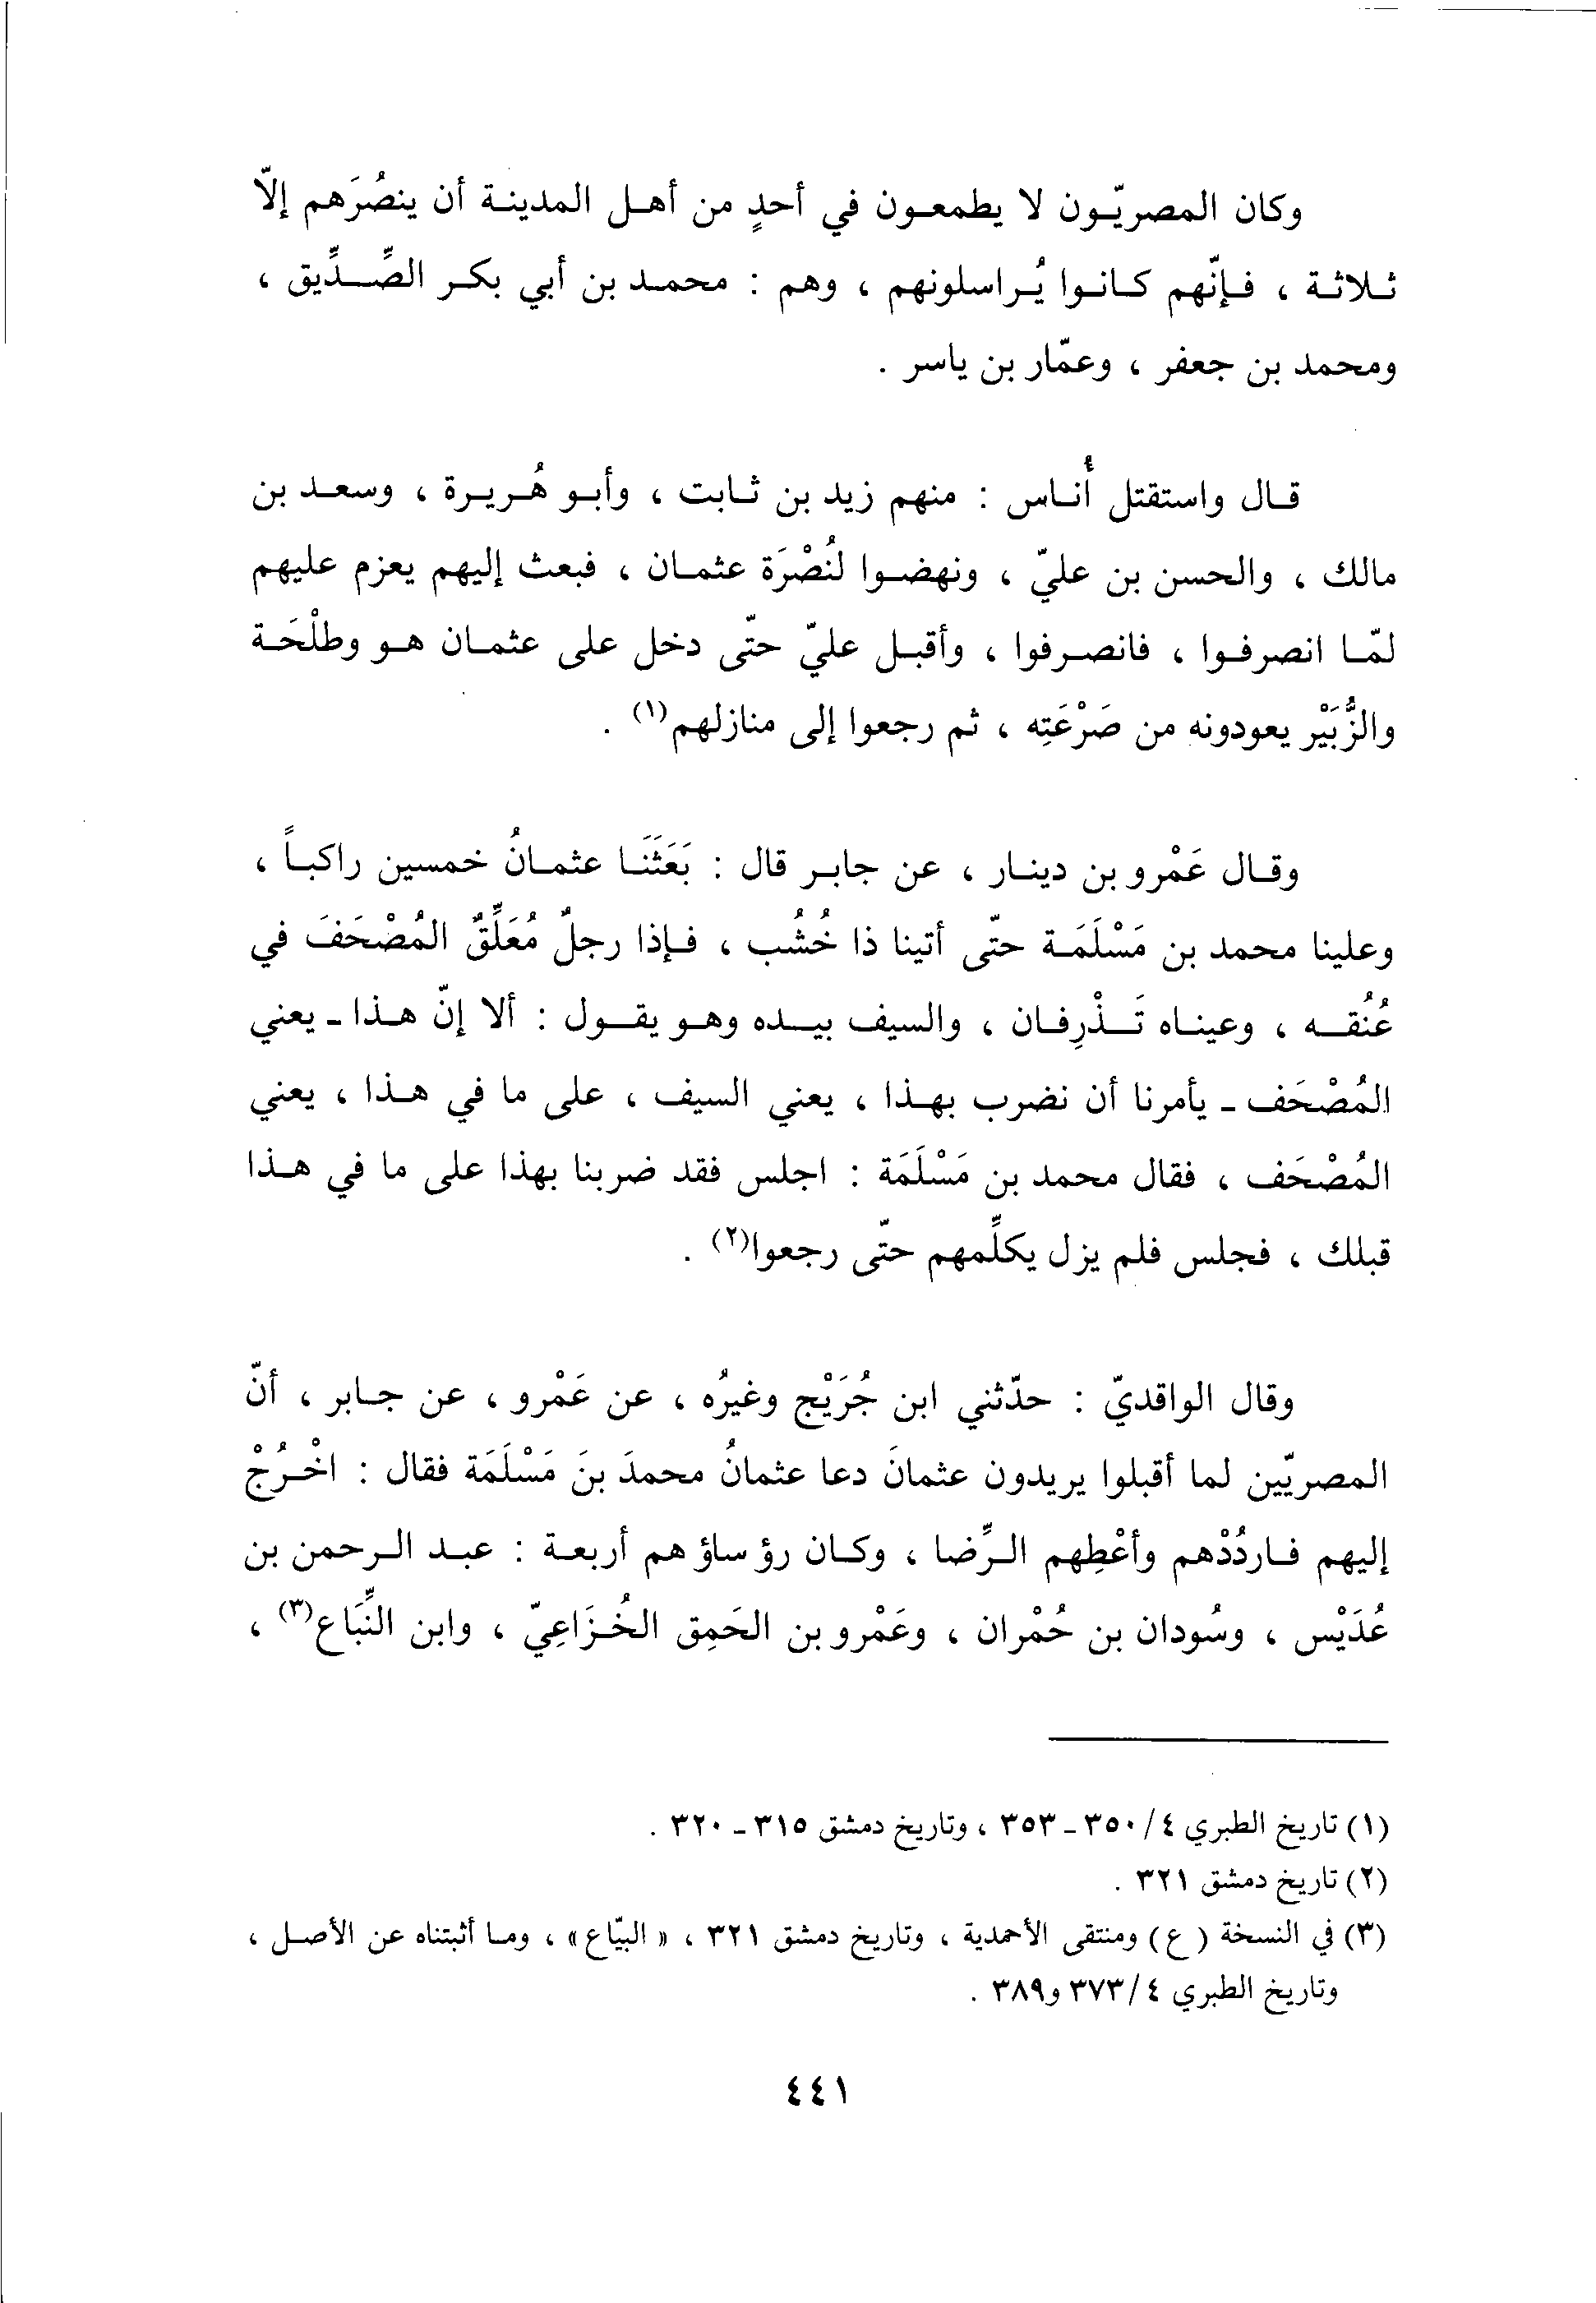 وكان المصريّون لا يطمعون في أحدٍ من أهل المدينة أن ينصُرَهم إلّا
ثلاثة ، فإنّهم كانوا يُراسلونهم ، وهم : محمد بن أبي بكر الصِّدِّيق ،
ومحمد بن جعفر ، وعمّار بن ياسر .
قال واستقتل أُناس : منهم زيد بن ثابت ، وأبو هُريرة ، وسعد بن
مالك ، والحسن بن عليّ ، ونهضوا لنُصْرَة عثمان ، فبعث إليهم يعزم عليهم
لمّا انصرفوا ، فانصرفوا ، وأقبل عليّ حتّى دخل على عثمان هو وطلْحَة
والزُّبَيْر يعودونه من صَرْعَتِه ، ثم رجعوا إلى منازلهم(١) .
وقال عَمْرو بن دينار ، عن جابر قال : بَعَثَنَا عثمانُ خمسين راكباً ،
وعلينا محمد بن مَسْلَمَة حتّى أتينا ذا خُشُب ، فإذا رجلٌ مُعَلِّقٌ المُصْحَفَ في
عُنُقه ، وعيناه تَذْرِفان ، والسيف بيده وهو يقول : ألا إنّ هذا - يعني
المُصْحَف - يأمرنا أن نضرب بهذا ، يعني السيف ، على ما في هذا ، يعني
المُصْحَف ، فقال محمد بن مَسْلَمَة : اجلس فقد ضربنا بهذا على ما في هذا
قبلك ، فجلس فلم يزل يكلِّمهم حتّى رجعوا(٢) .
وقال الواقديّ : حدّثني ابن جُرَيْج وغيرُه ، عن عَمْرو ، عن جابر ، أنّ
المصريّين لما أقبلوا يريدون عثمانَ دعا عثمانُ محمدَ بنَ مَسْلَمَة فقال : اخْرُجْ
إليهم فاردُدْهم وأعْطِهم الرِّضا ، وكان رؤساؤهم أربعة : عبد الرحمن بن
عُدَيْس ، وسُودان بن حُمْران ، وعَمْرو بن الحَمِق الخُزَاعِيّ ، وابن النِّبَاع(٣) ،
(١) تاريخ الطبري ٤/٣٥٠ - ٣٥٣ ، وتاريخ دمشق ٣١٥ - ٣٢٠ .
(٢) تاريخ دمشق ٣٢١ .
(٣) في النسخة (ع) ومنتقى الأحمدية ، وتاريخ دمشق ٣٢١ ، « البيّاع » ، وما أثبتناه عن الأصل ،
وتاريخ الطبري ٤/٣٧٣ و٣٨٩ .
٤٤١